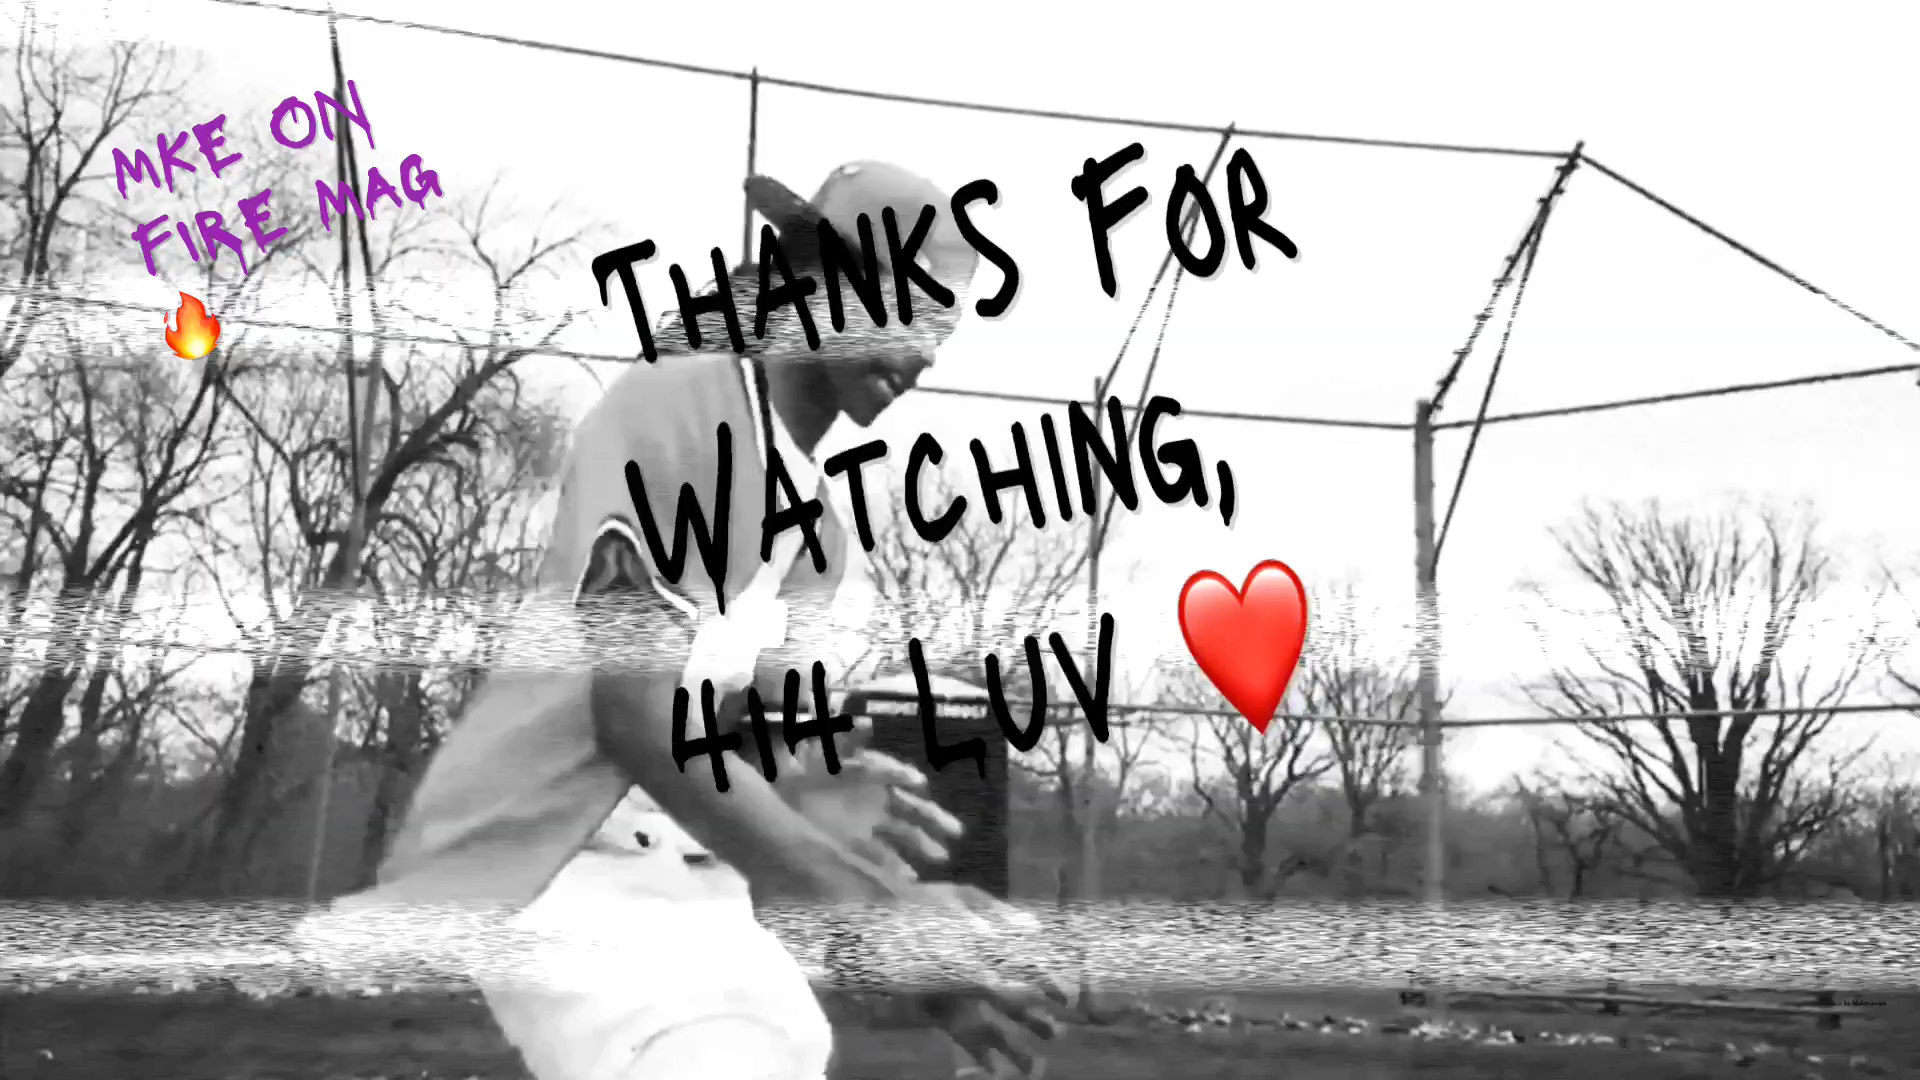 MKE ON
FIRE MAG
THANKS FOR
WATCHING,
414 LUV